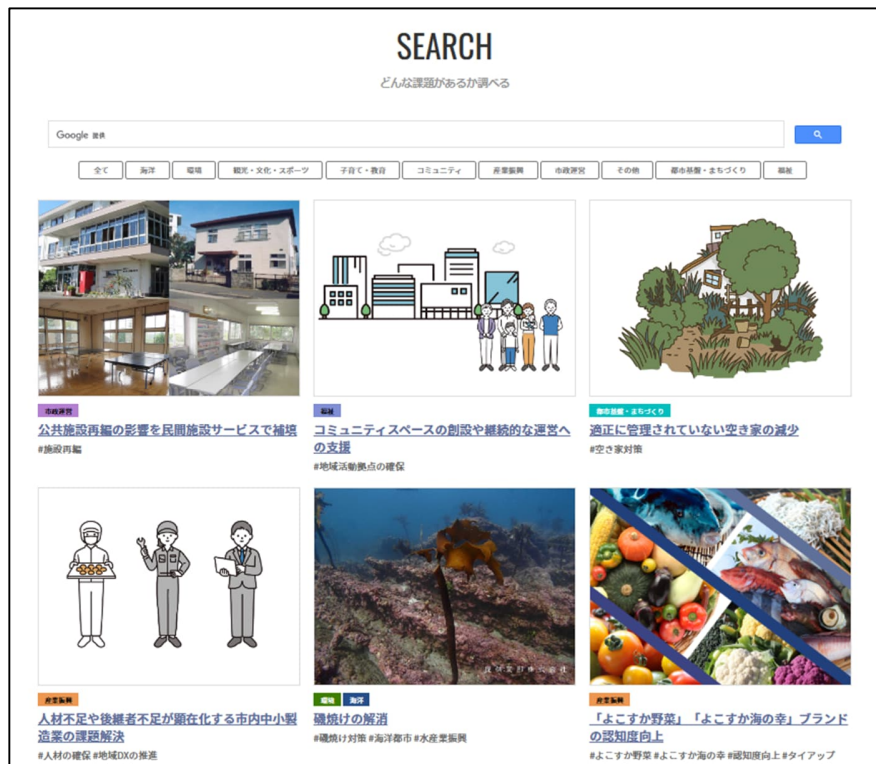 SEARCH
どんな課題があるか調べる
Google 提供
全て
海洋
環境
観光・文化・スポーツ
子育て・教育
コミュニティ
産業振興
市政運営
その他
都市基盤・まちづくり
福祉
市政運営
公共施設再編の影響を民間施設サービスで補填
#施設再編
福祉
コミュニティスペースの創設や継続的な運営へ
の支援
#地域活動拠点の確保
都市基盤・まちづくり
適正に管理されていない空き家の減少
#空き家対策
産業振興
人材不足や後継者不足が顕在化する市内中小製
造業の課題解決
#人材の確保 #地域DXの推進
環境 海洋
磯焼けの解消
#磯焼け対策 #海洋都市 #水産業振興
産業振興
「よこすか野菜」「よこすか海の幸」ブランド
の認知度向上
#よこすか野菜 #よこすか海の幸 #認知度向上 #タイアップ